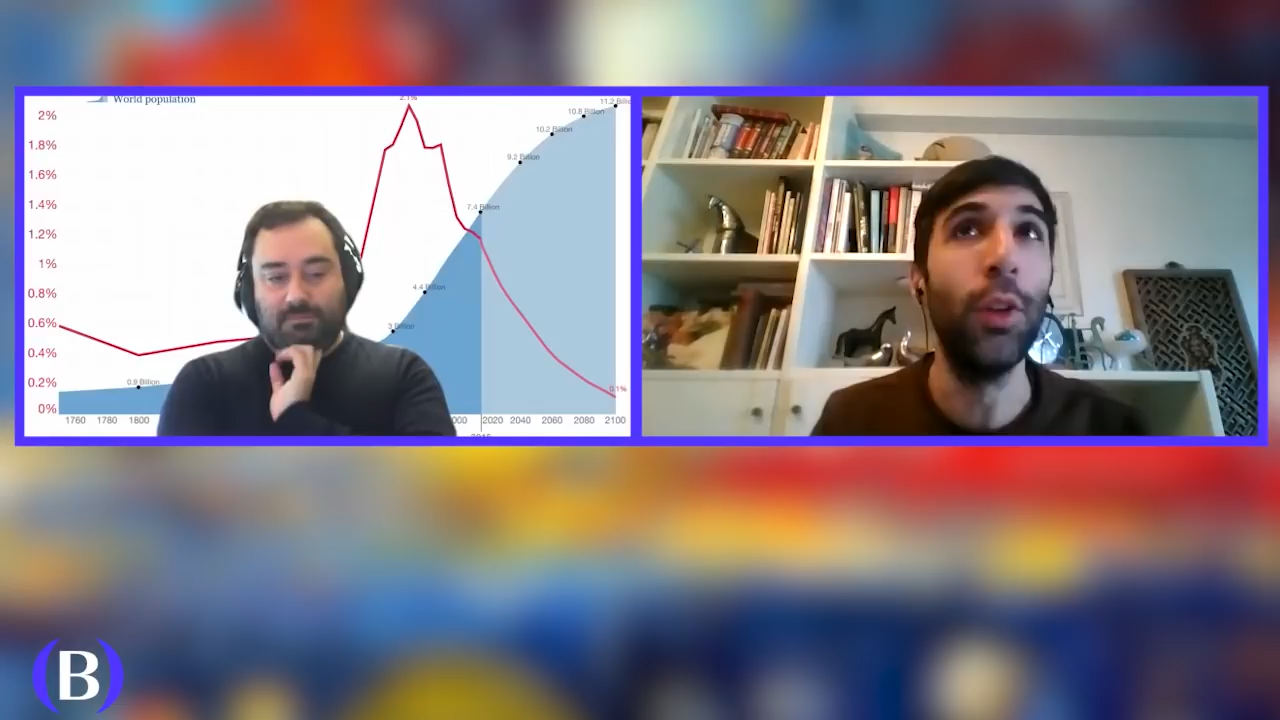 World population
2.1%
11.2 Billio
2%
10.8 Billion
1.8%
10.2 Billion
1.6%
9.2 Billion
1.4%
7.4 Billion
1.2%
1%
4.4 Billion
0.8%
3 Billion
0.6%
0.4%
0.2%
0.9 Billion
0.1%
0%
1760 1780 1800 000 2020 2040 2060 2080 2100
(B)